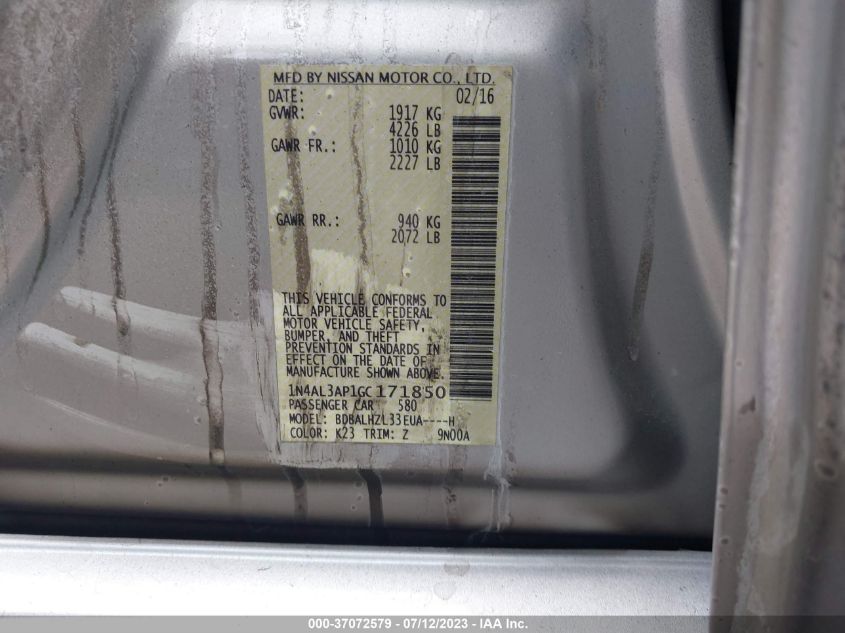 MFD BY NISSAN MOTOR CO., LTD.
DATE: 02/16
GVWR: 1917 KG
4226 LB
GAWR FR.: 1010 KG
2227 LB
GAWR RR.: 940 KG
2072 LB
THIS VEHICLE CONFORMS TO
ALL APPLICABLE FEDERAL
MOTOR VEHICLE SAFETY,
BUMPER, AND THEFT
PREVENTION STANDARDS IN
EFFECT ON THE DATE OF
MANUFACTURE SHOWN ABOVE.
1N4AL3AP1GC171850
PASSENGER CAR 580
MODEL: BDBALHZL33EUA----H
COLOR: K23 TRIM: Z 9N00A
000-37072579 - 07/12/2023 - © IAA Inc.